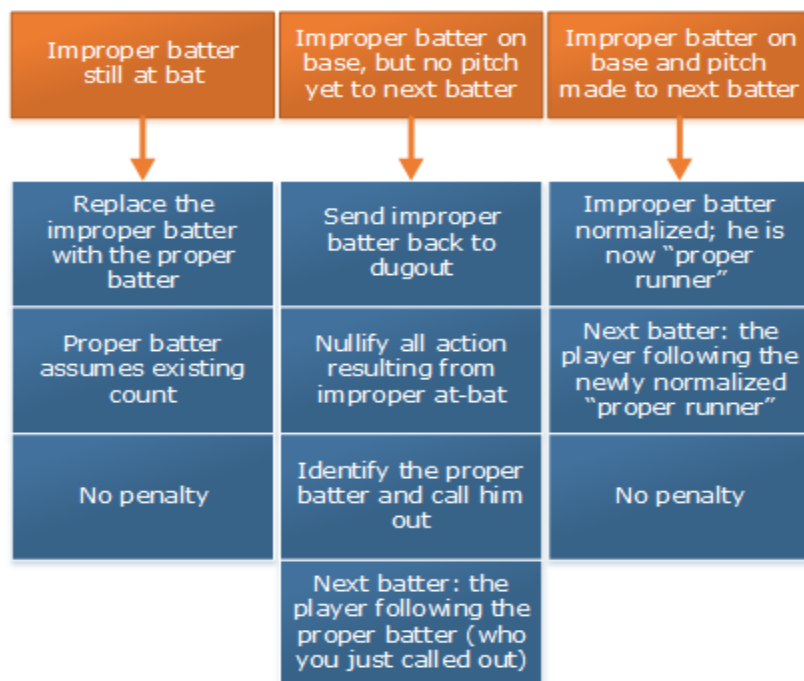 Improper batter
still at bat
Improper batter on
base, but no pitch
yet to next batter
Improper batter on
base and pitch
made to next batter
Replace the
improper batter
with the proper
batter
Proper batter
assumes existing
count
No penalty
Send improper
batter back to
dugout
Nullify all action
resulting from
improper at-bat
Identify the proper
batter and call him
out
Next batter: the
player following the
proper batter (who
you just called out)
Improper batter
normalized; he is
now “proper
runner”
Next batter: the
player following the
newly normalized
“proper runner”
No penalty